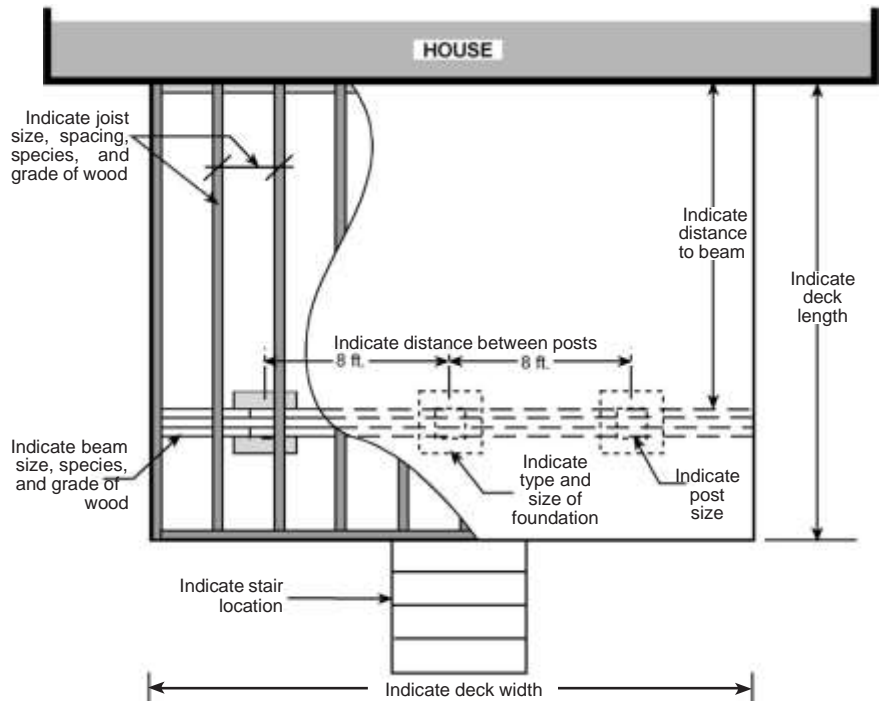 HOUSE
Indicate joist
size, spacing,
species, and
grade of wood
Indicate
distance
to beam
Indicate
deck
length
Indicate distance between posts
8 ft.
8 ft.
Indicate beam
size, species,
and grade of
wood
Indicate
type and
size of
foundation
Indicate
post
size
Indicate stair
location
Indicate deck width